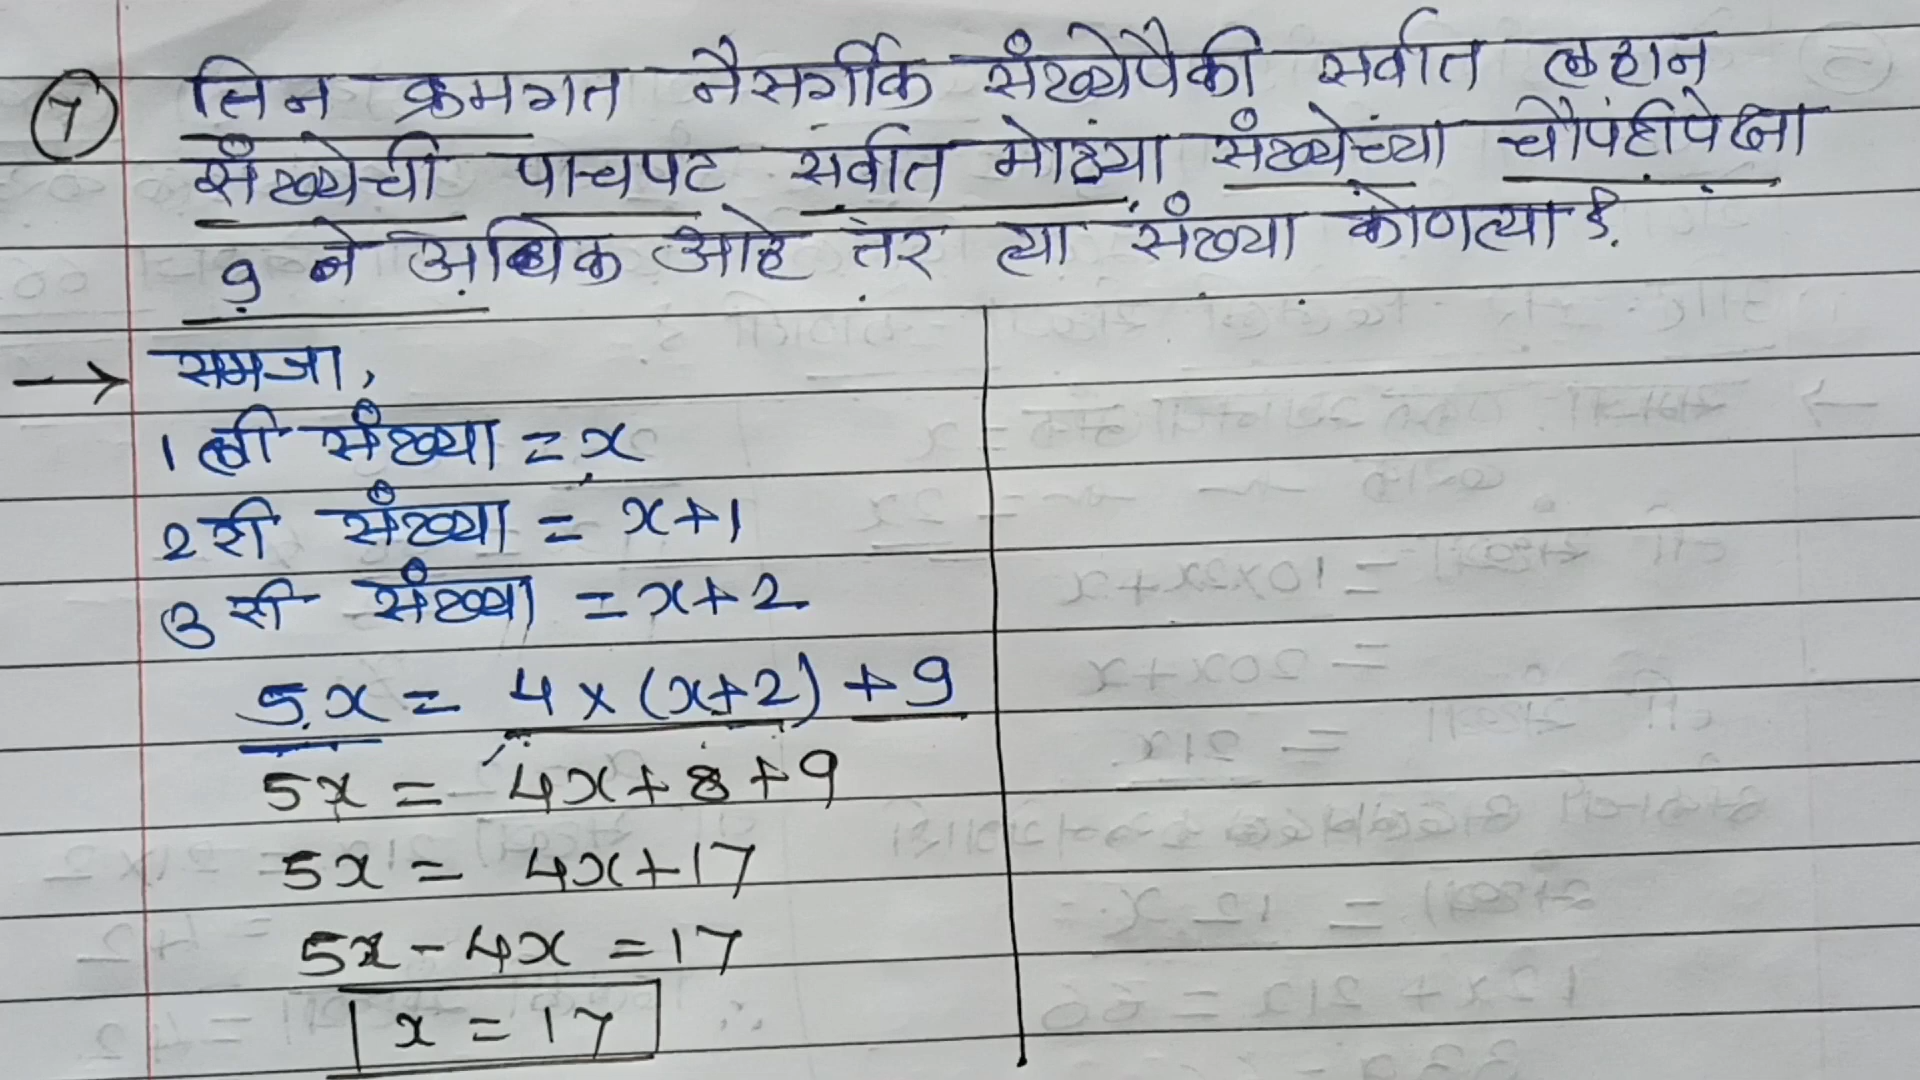 7 तिन क्रमगत नैसर्गीक संख्येपैकी सर्वात लहान
संख्येची पाचपट सर्वात मोठ्या संख्येच्या चौपटीपेक्षा
9 ने अधिक आहे तर त्या संख्या कोणत्या?
→ समजा,
1 ली संख्या = x
2 री संख्या = x+1
3 री संख्या = x+2
5x = 4×(x+2)+9
5x = 4x+8+9
5x = 4x+17
5x-4x = 17
x = 17